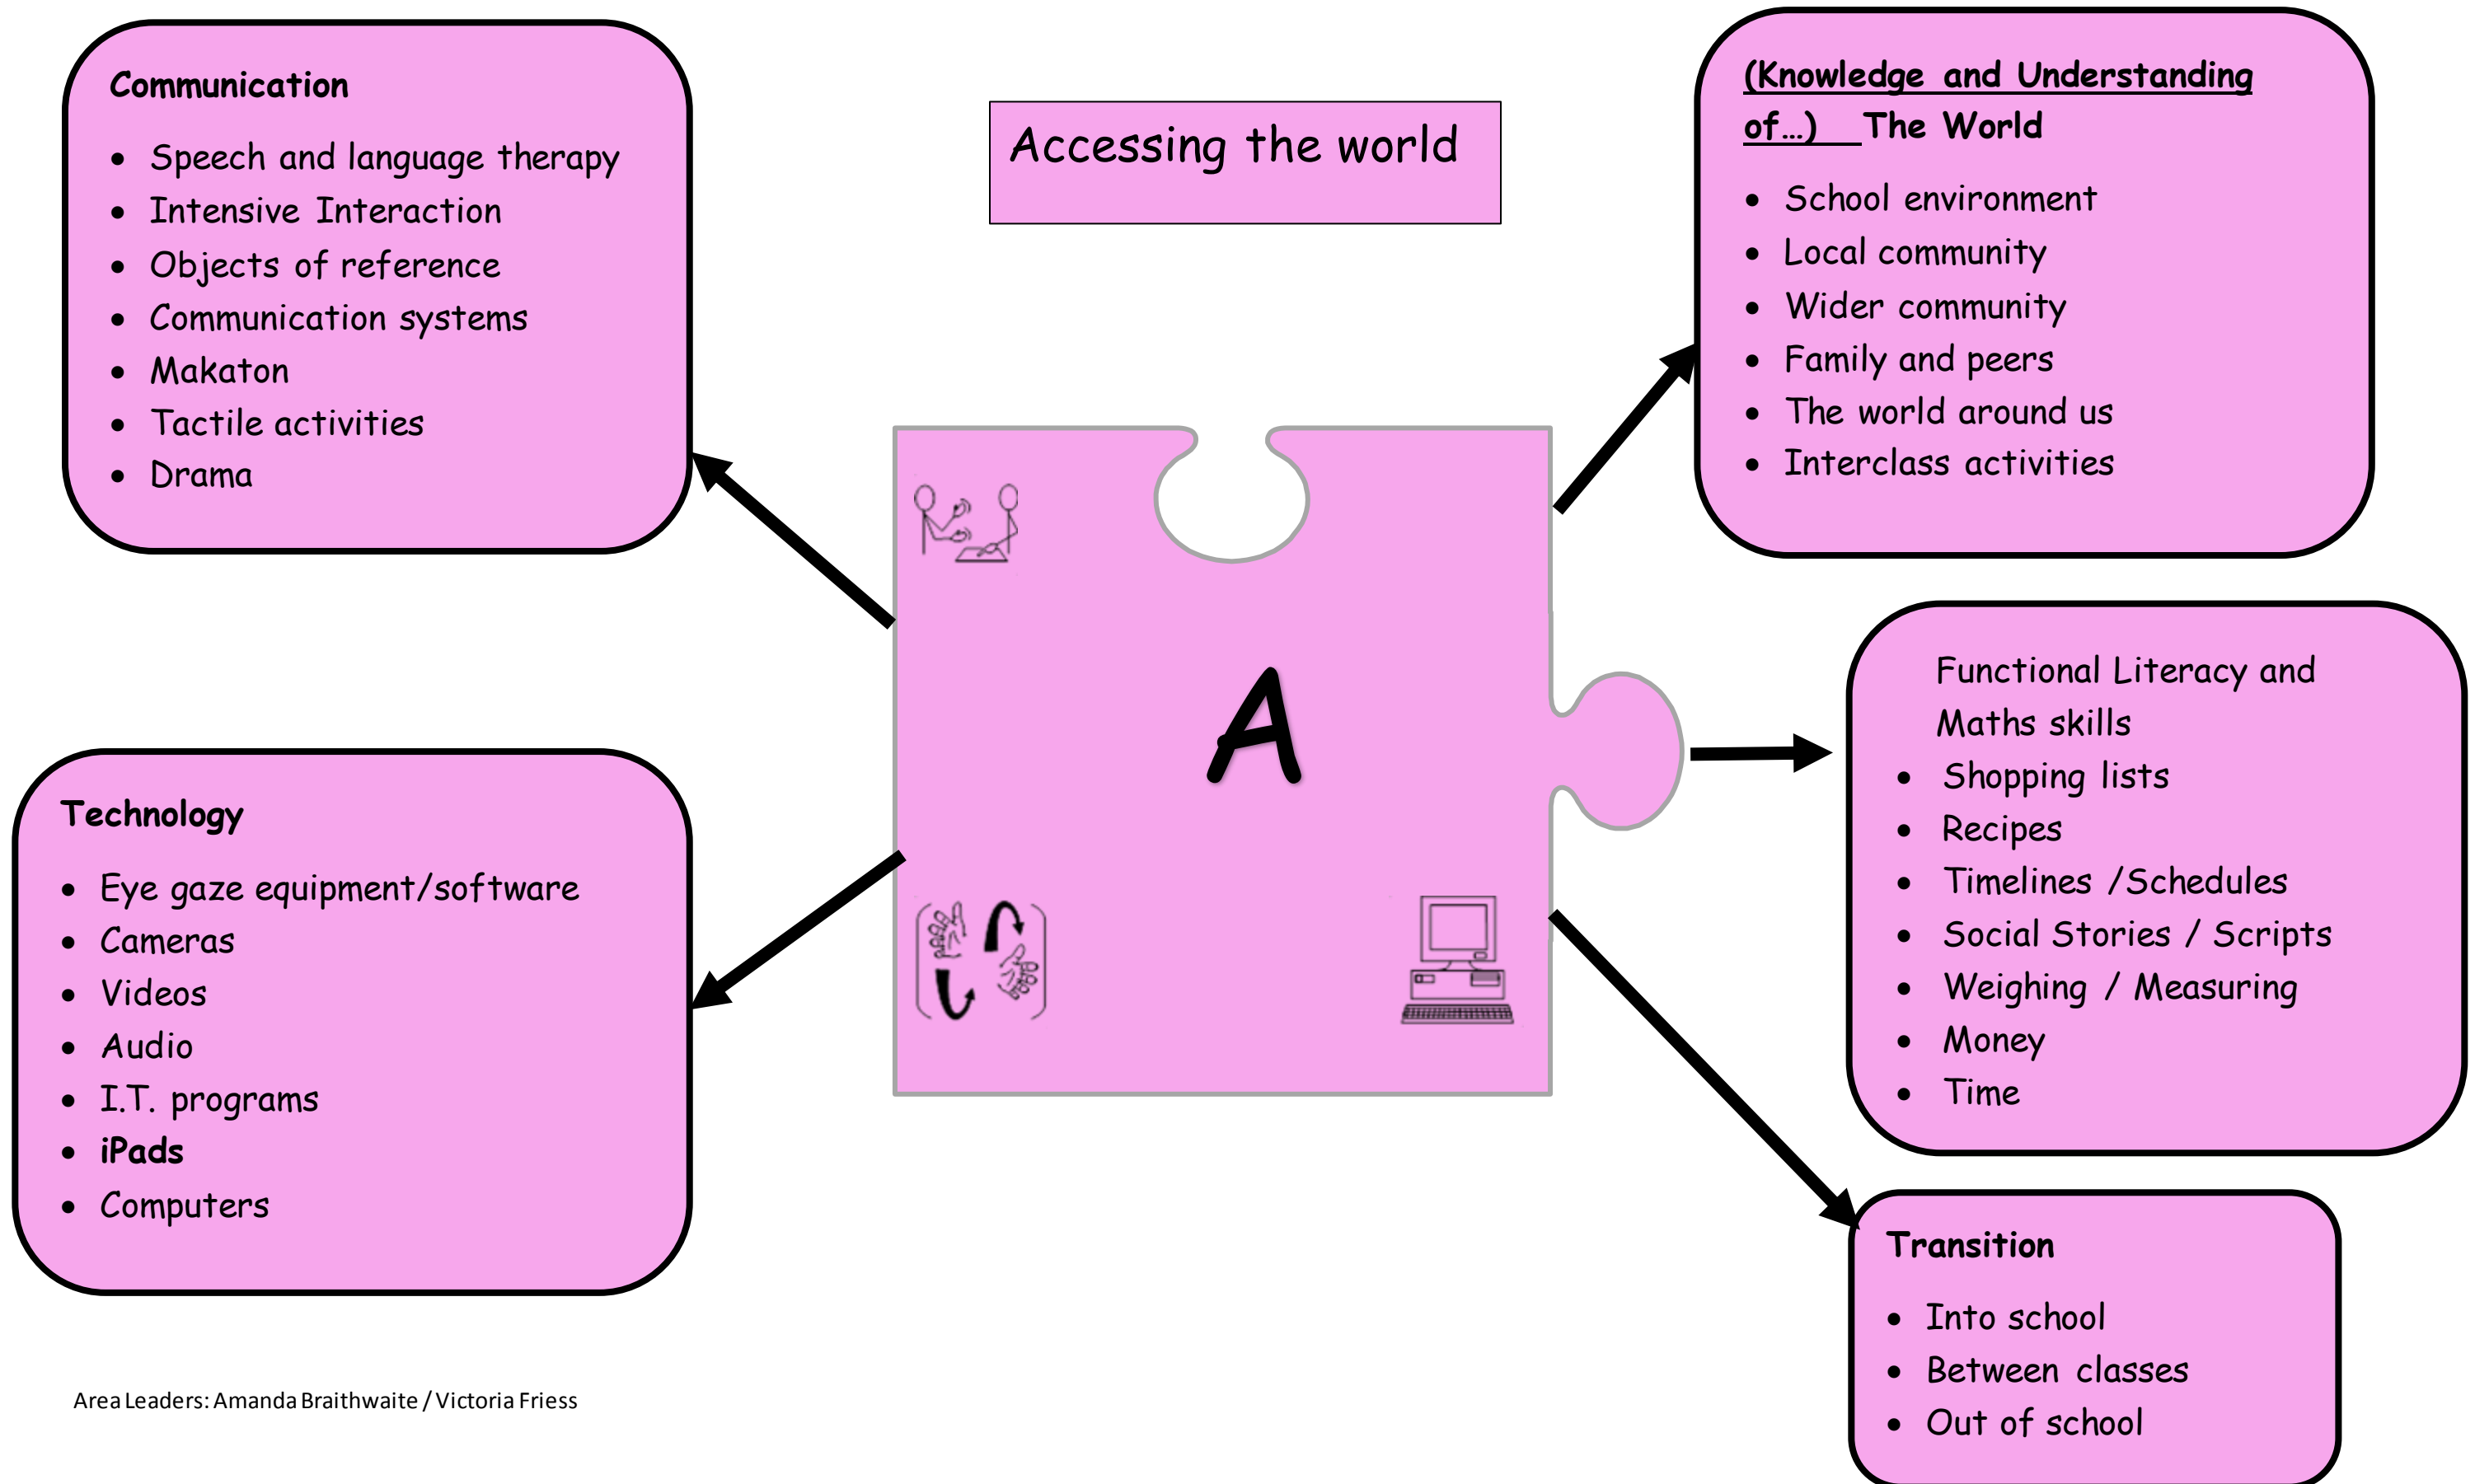 Communication
• Speech and language therapy
• Intensive Interaction
• Objects of reference
• Communication systems
• Makaton
• Tactile activities
• Drama
Accessing the world
(Knowledge and Understanding
of…) The World
• School environment
• Local community
• Wider community
• Family and peers
• The world around us
• Interclass activities
A
Technology
• Eye gaze equipment/software
• Cameras
• Videos
• Audio
• I.T. programs
• iPads
• Computers
Functional Literacy and
Maths skills
• Shopping lists
• Recipes
• Timelines /Schedules
• Social Stories / Scripts
• Weighing / Measuring
• Money
• Time
Transition
• Into school
• Between classes
• Out of school
Area Leaders: Amanda Braithwaite / Victoria Friess